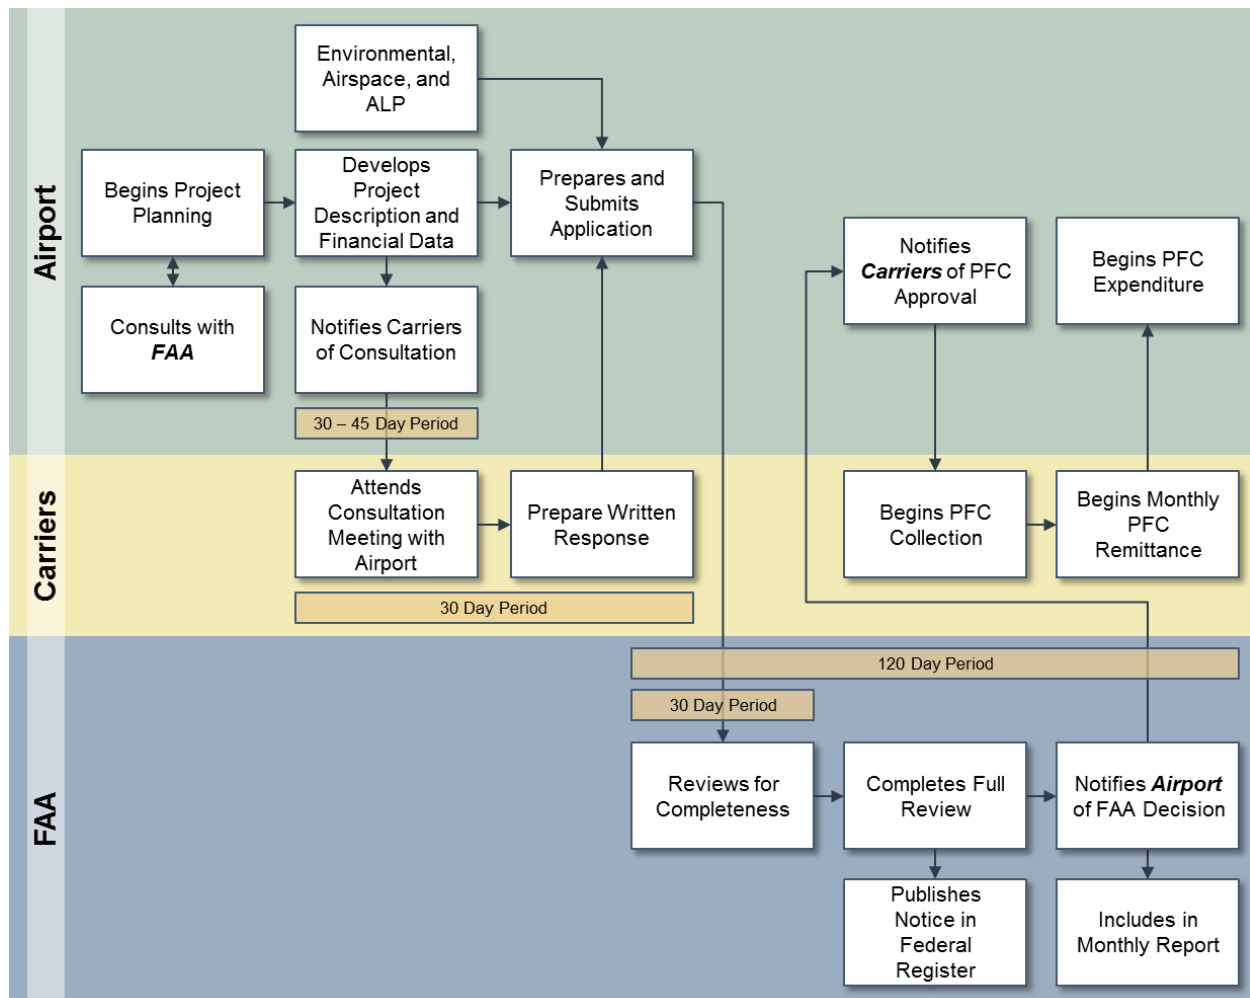 Airport
Environmental,
Airspace, and
ALP
Begins Project
Planning
Develops
Project
Description and
Financial Data
Prepares and
Submits
Application
Consults with
FAA
Notifies Carriers
of Consultation
30 – 45 Day Period
Notifies
Carriers of PFC
Approval
Begins PFC
Expenditure
Carriers
Attends
Consultation
Meeting with
Airport
Prepare Written
Response
30 Day Period
Begins PFC
Collection
Begins Monthly
PFC
Remittance
FAA
120 Day Period
30 Day Period
Reviews for
Completeness
Completes Full
Review
Notifies Airport
of FAA Decision
Publishes
Notice in
Federal
Register
Includes in
Monthly Report